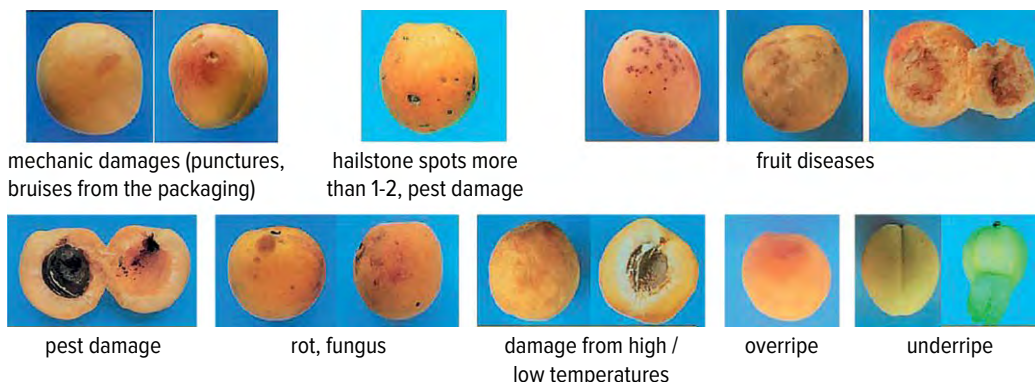 mechanic damages (punctures,
bruises from the packaging)
hailstone spots more
than 1-2, pest damage
fruit diseases
pest damage
rot, fungus
damage from high /
low temperatures
overripe
underripe